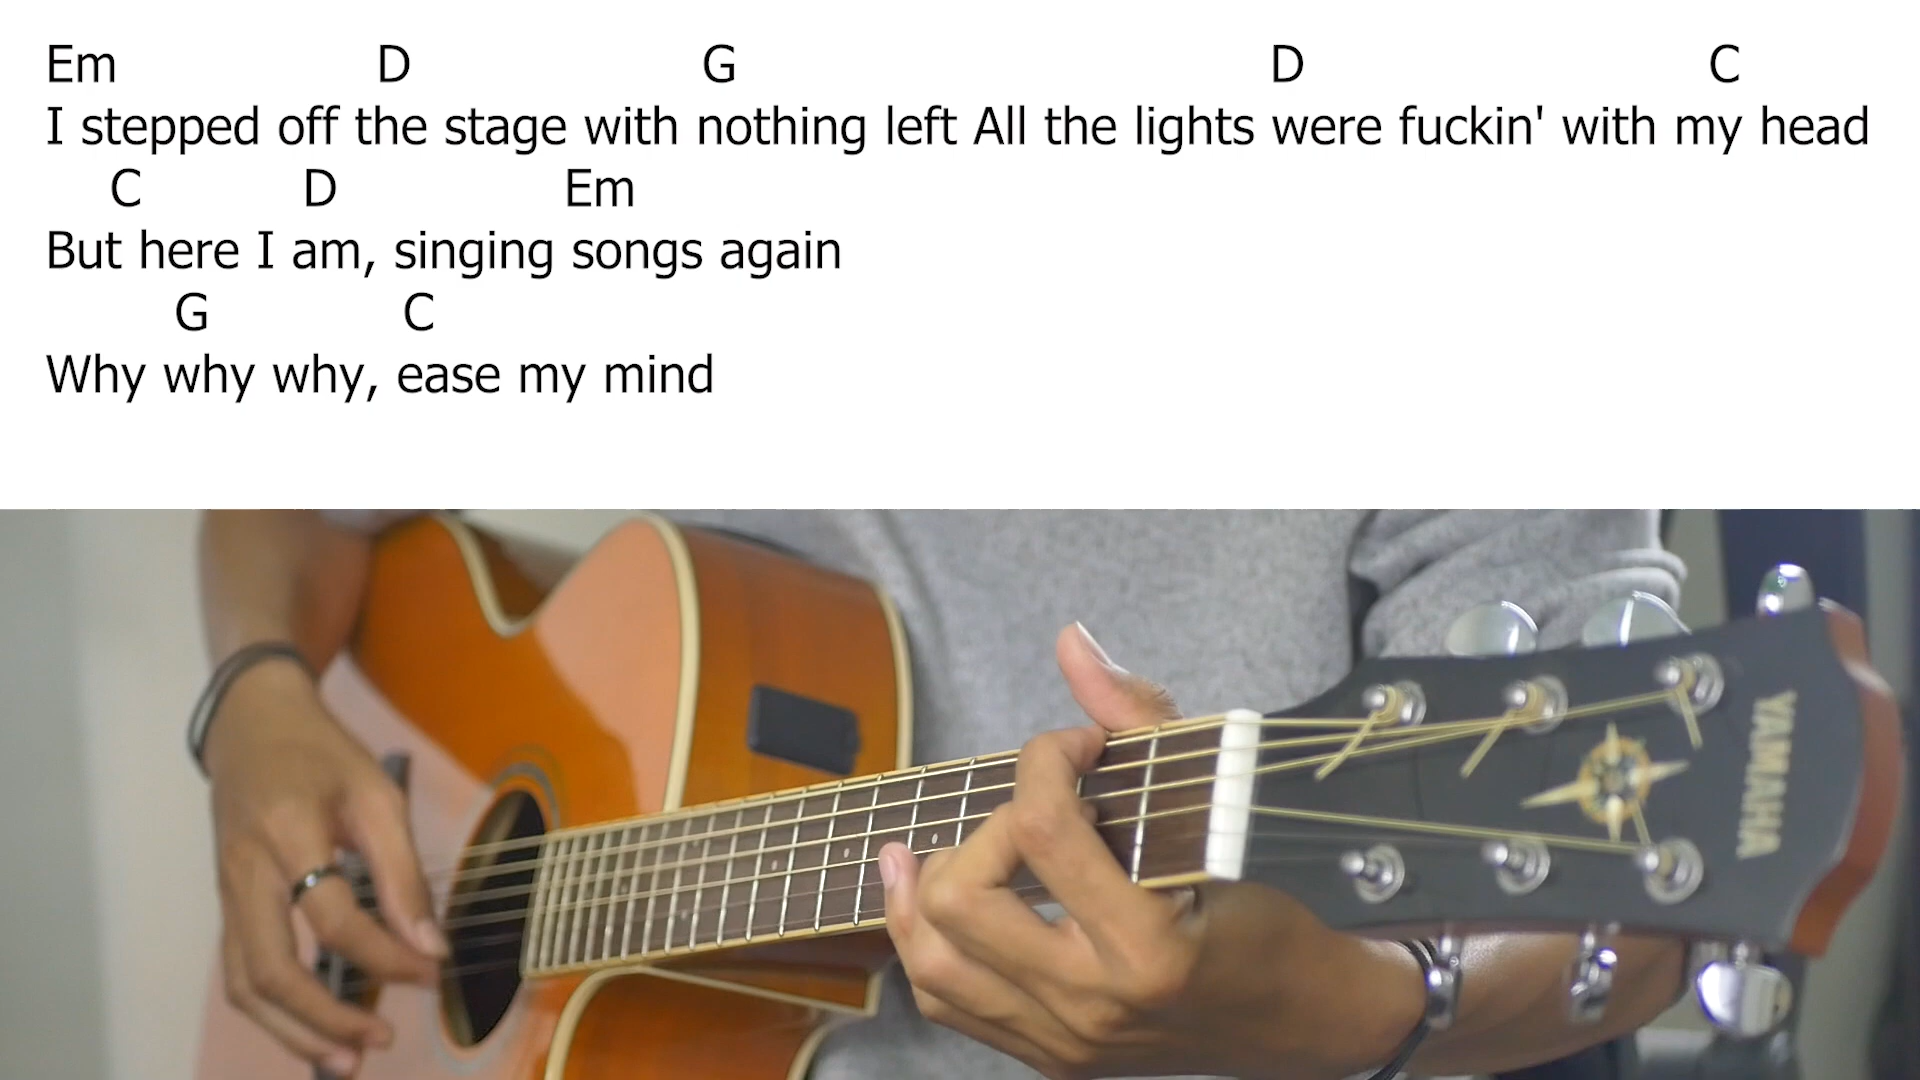 Em D G D C
I stepped off the stage with nothing left All the lights were fuckin' with my head
C D Em
But here I am, singing songs again
G C
Why why why, ease my mind
YAMAHA